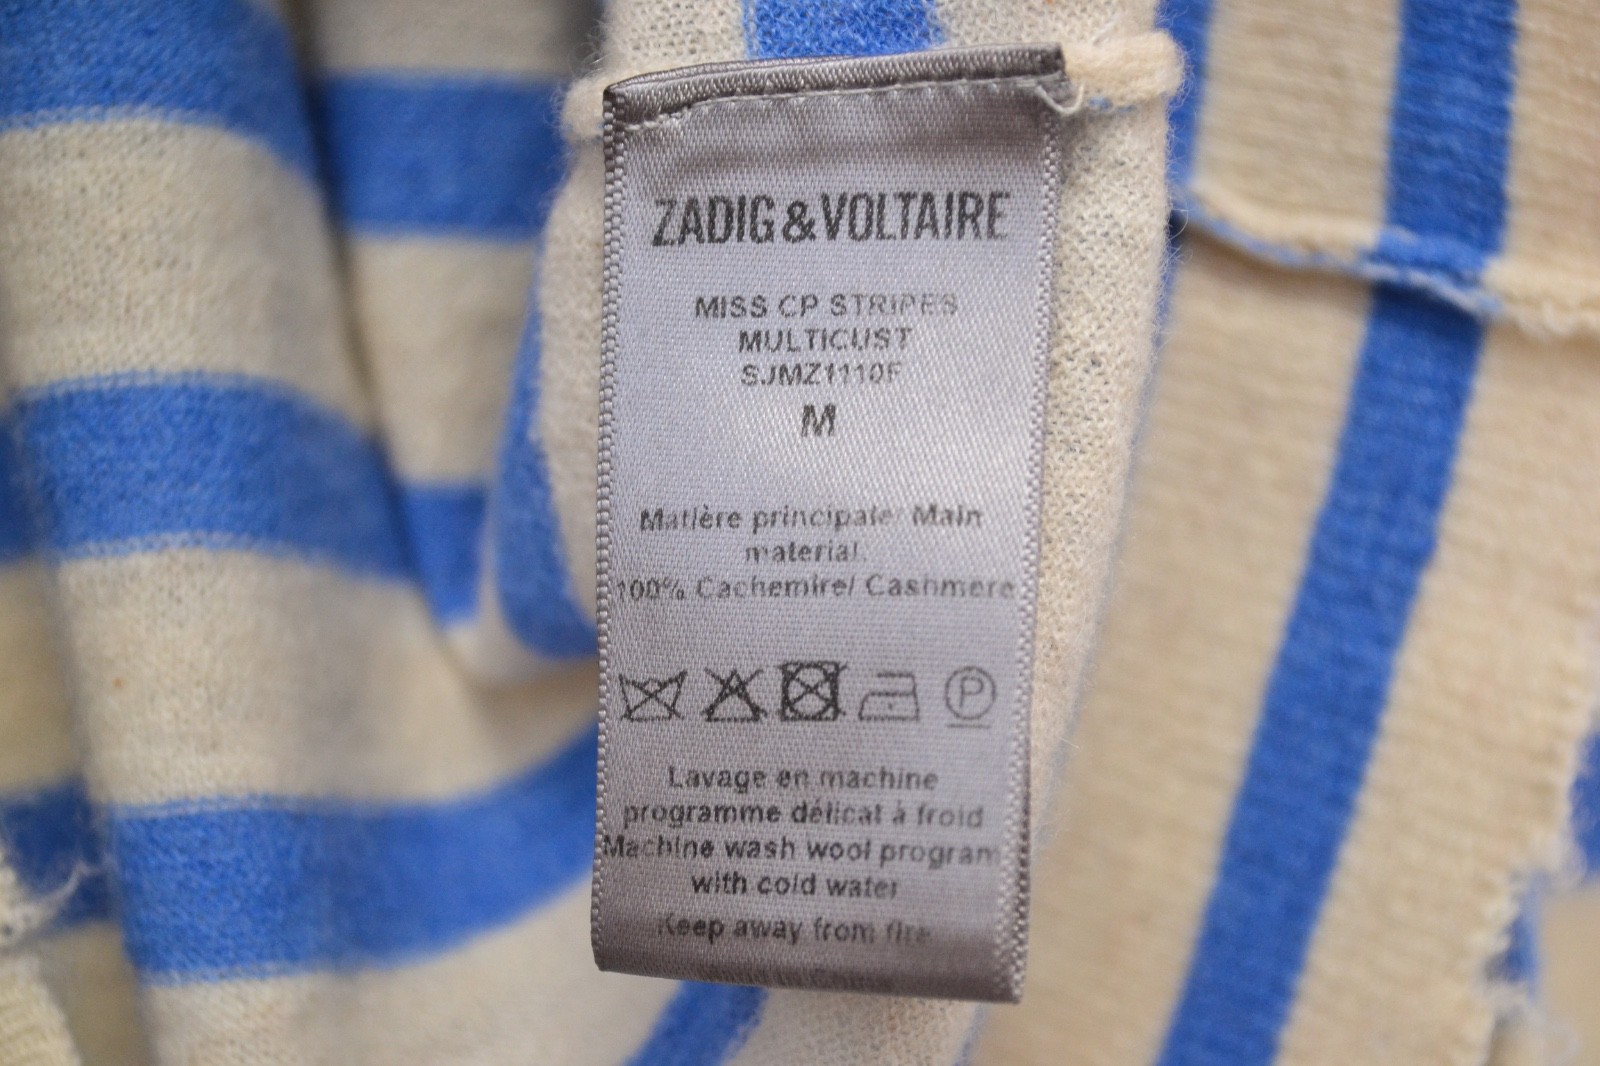 ZADIG&VOLTAIRE
MISS CP STRIPES
MULTICUST
SJMZ1110F
M
Matière principale/ Main
material:
100% Cachemire/ Cashmere
P
Lavage en machine
programme délicat à froid
Machine wash wool program
with cold water
Keep away from fire